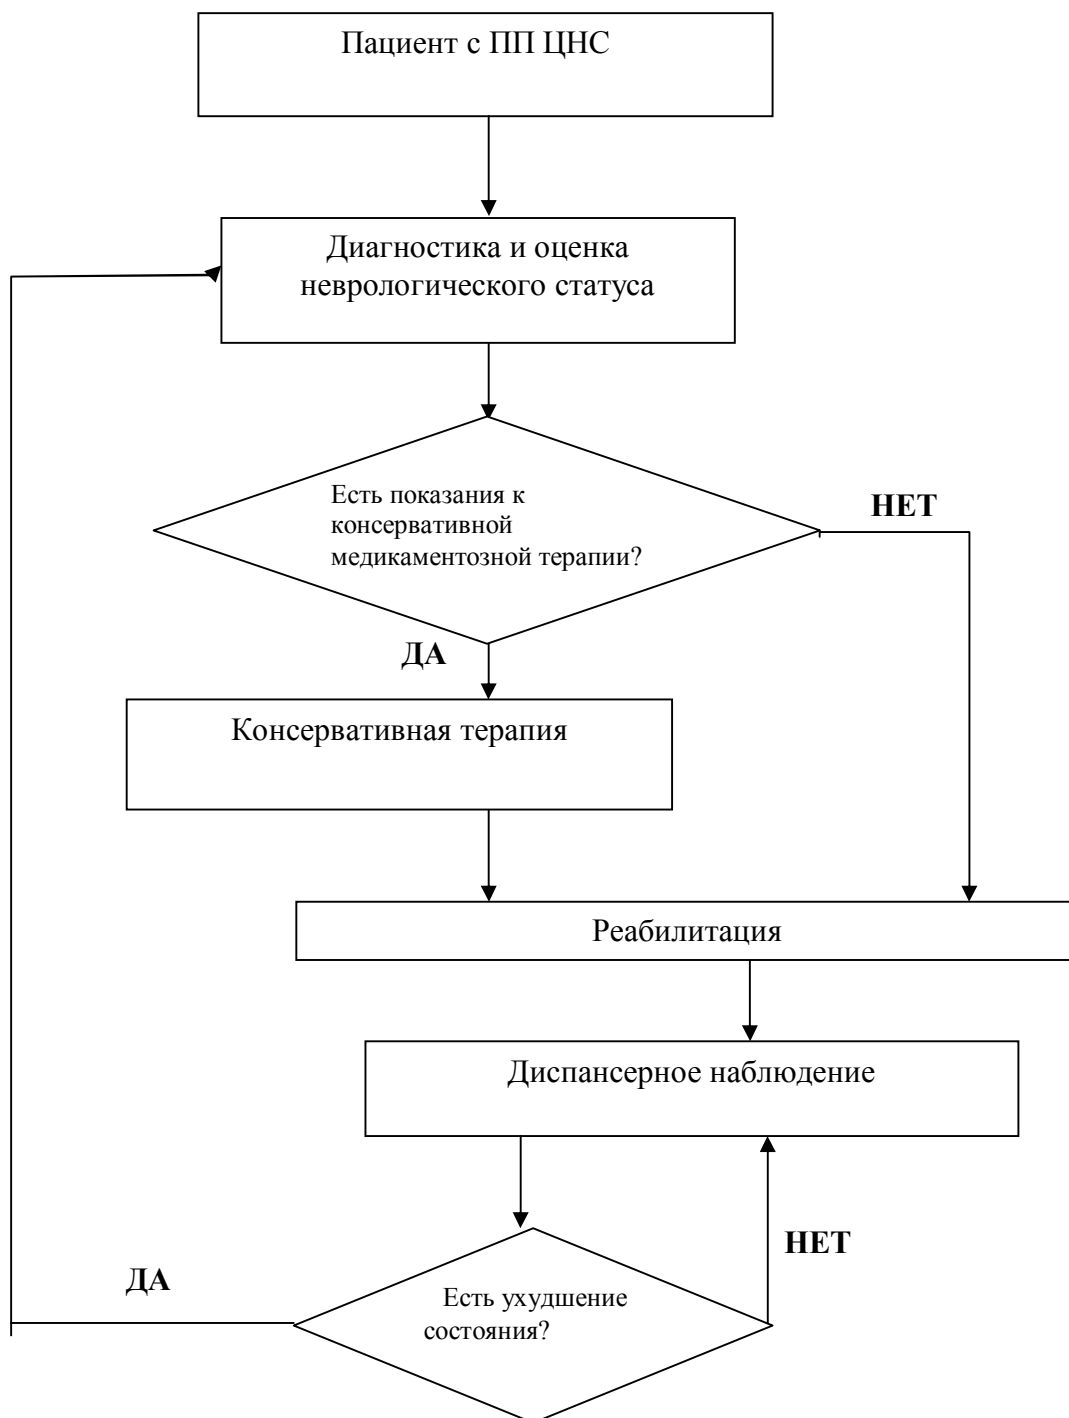 Пациент с ПП ЦНС
Диагностика и оценка
неврологического статуса
Есть показания к
консервативной
медикаментозной терапии?
НЕТ
ДА
Консервативная терапия
Реабилитация
Диспансерное наблюдение
НЕТ
ДА
Есть ухудшение
состояния?